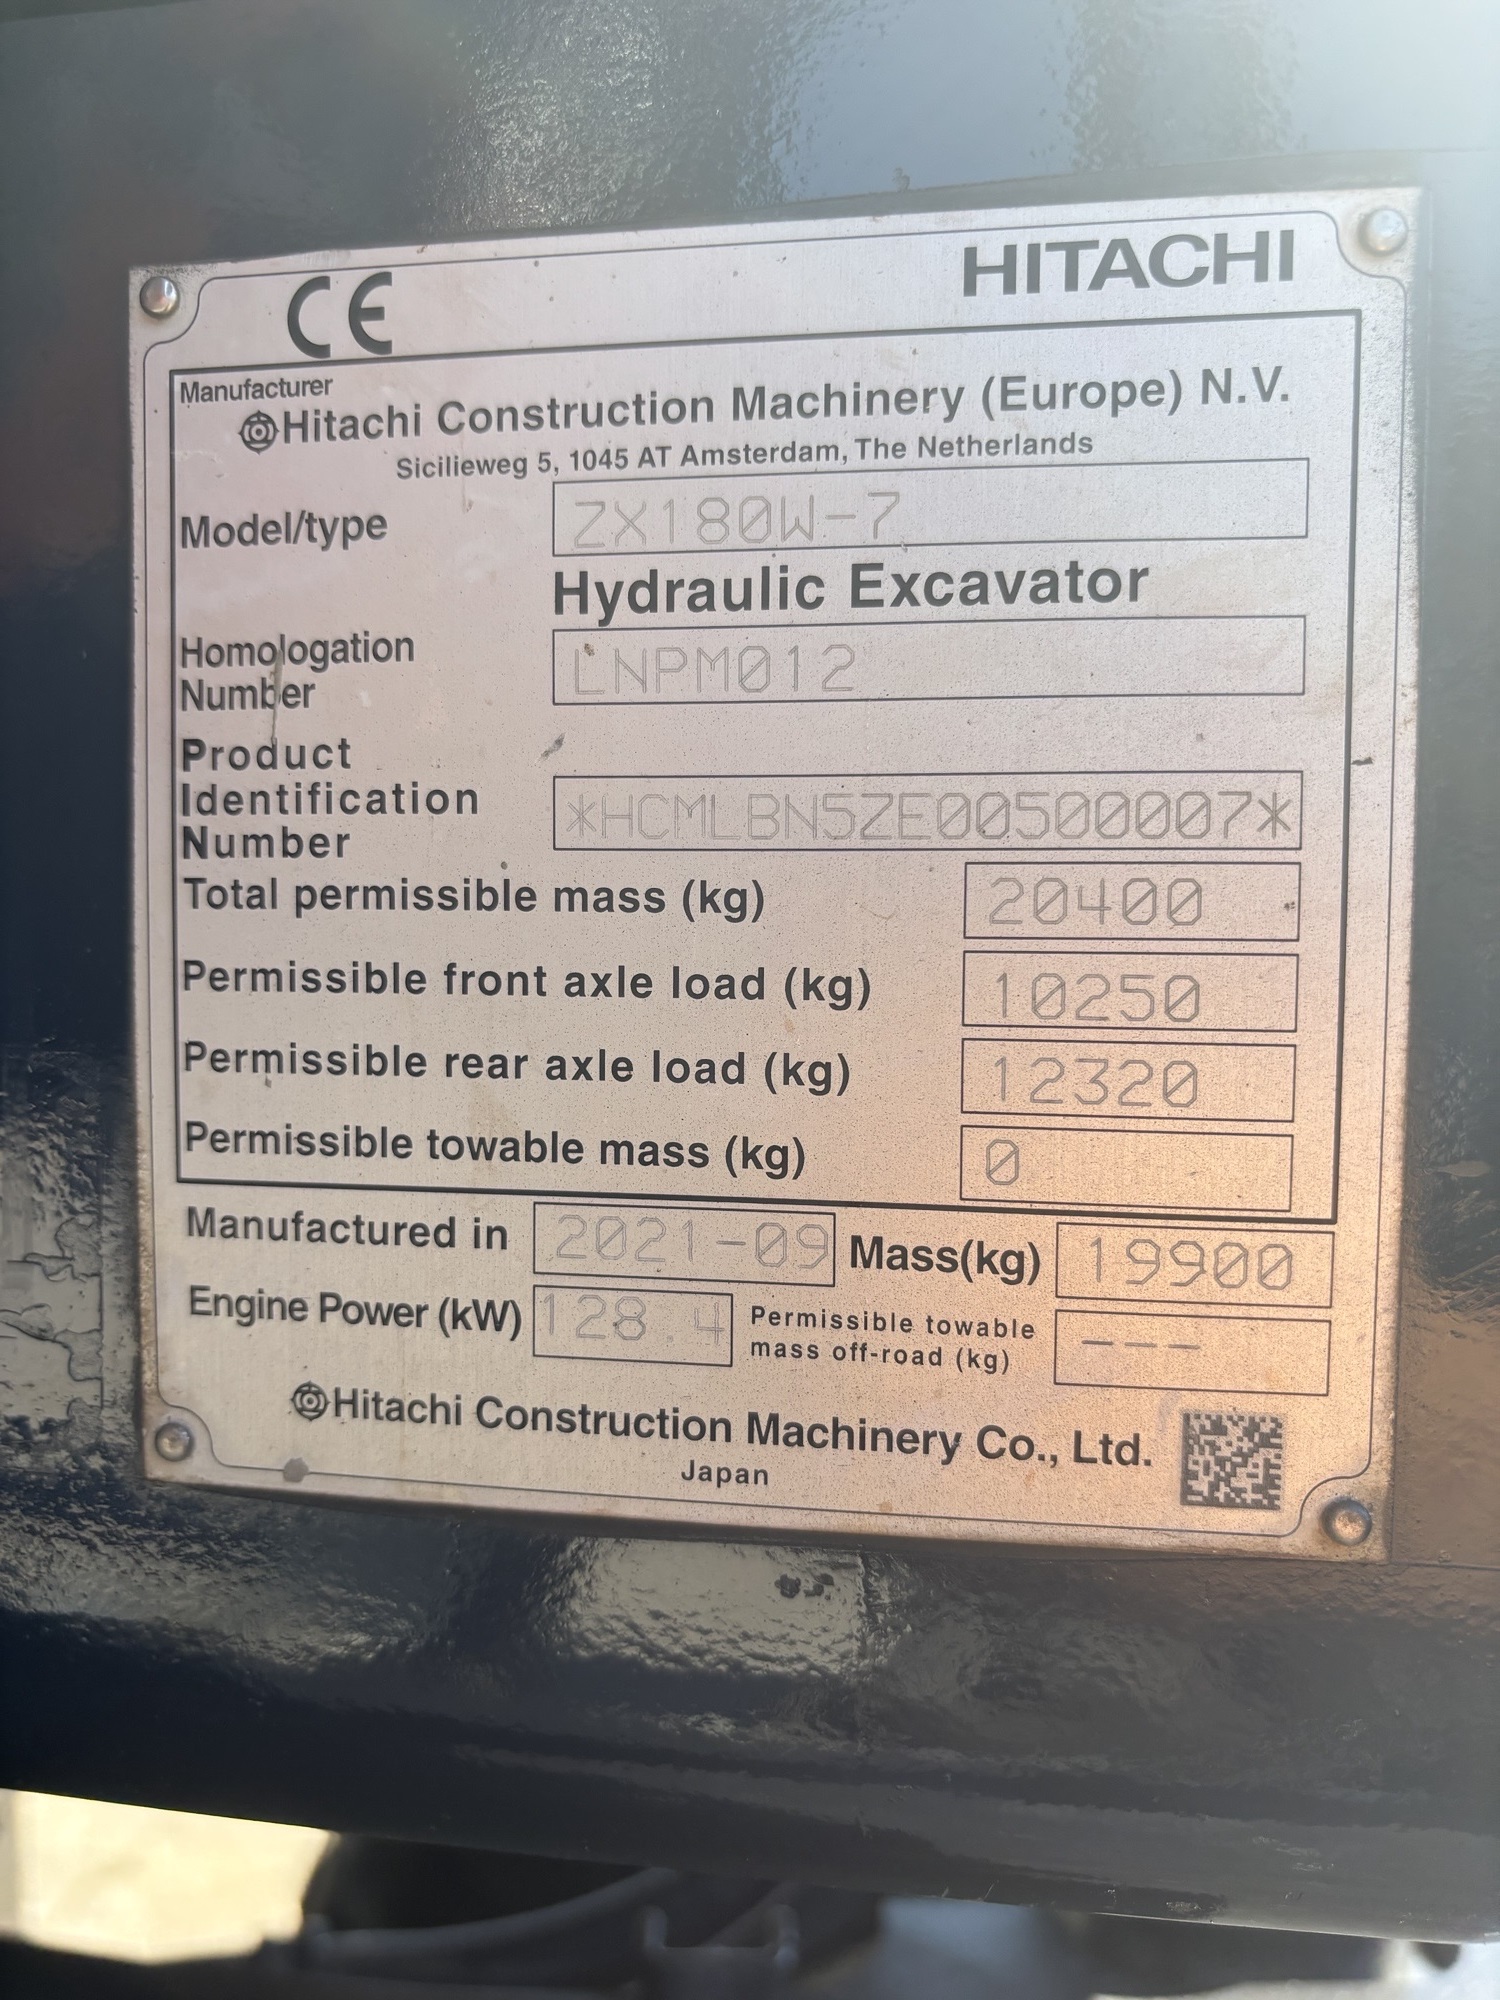 CE HITACHI
Manufacturer
Hitachi Construction Machinery (Europe) N.V.
Sicilieweg 5, 1045 AT Amsterdam, The Netherlands
Model/type ZX180W-7
Hydraulic Excavator
Homologation
Number LNPM012
Product
Identification
Number *HCMLBN5ZE00500007*
Total permissible mass (kg) 20400
Permissible front axle load (kg) 10250
Permissible rear axle load (kg) 12320
Permissible towable mass (kg) 0
Manufactured in 2021-09 Mass(kg) 19900
Engine Power (kW) 128.4 Permissible towable
mass off-road (kg) ---
Hitachi Construction Machinery Co., Ltd.
Japan